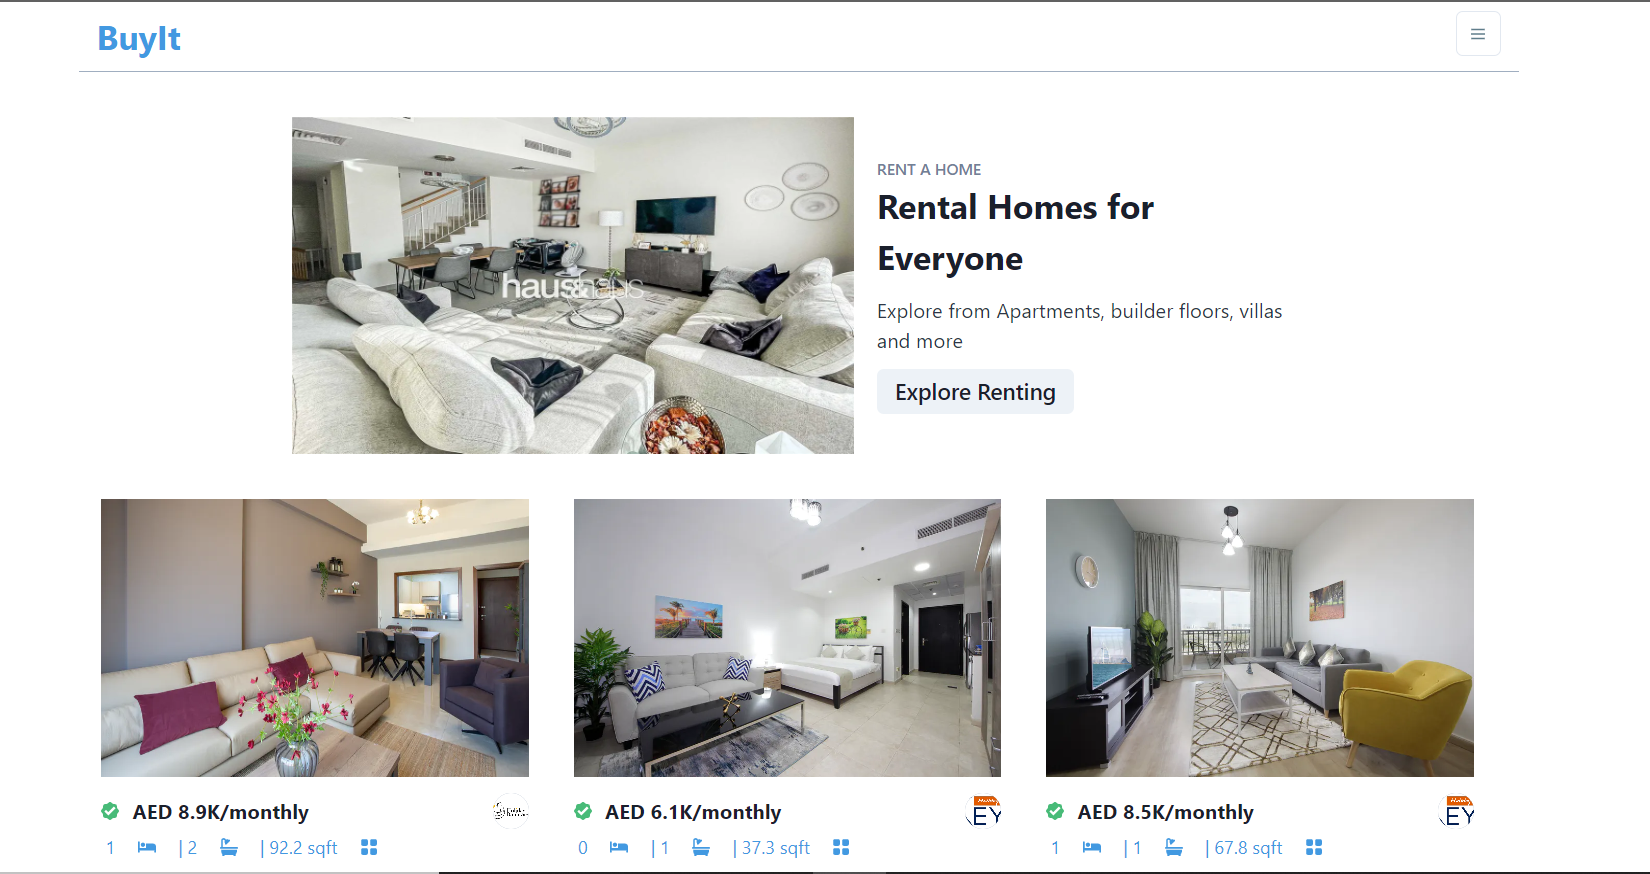 BuyIt
haus&haus
RENT A HOME
Rental Homes for
Everyone
Explore from Apartments, builder floors, villas
and more
Explore Renting
AED 8.9K/monthly
1 | 2 | 92.2 sqft
AED 6.1K/monthly
EY
0 | 1 | 37.3 sqft
AED 8.5K/monthly
EY
1 | 1 | 67.8 sqft